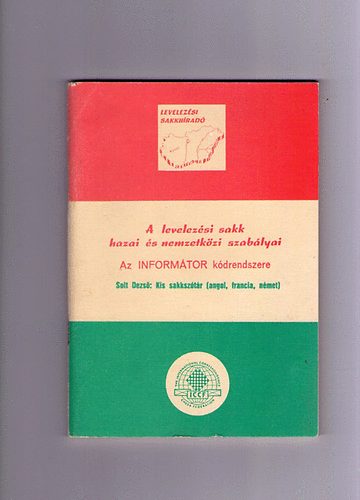 LEVELEZÉSI
SAKKHÍRADÓ
A levelezési sakk
hazai és nemzetközi szabályai
Az INFORMÁTOR kódrendszere
Solt Dezső: Kis sakkszótár (angol, francia, német)
ICCF